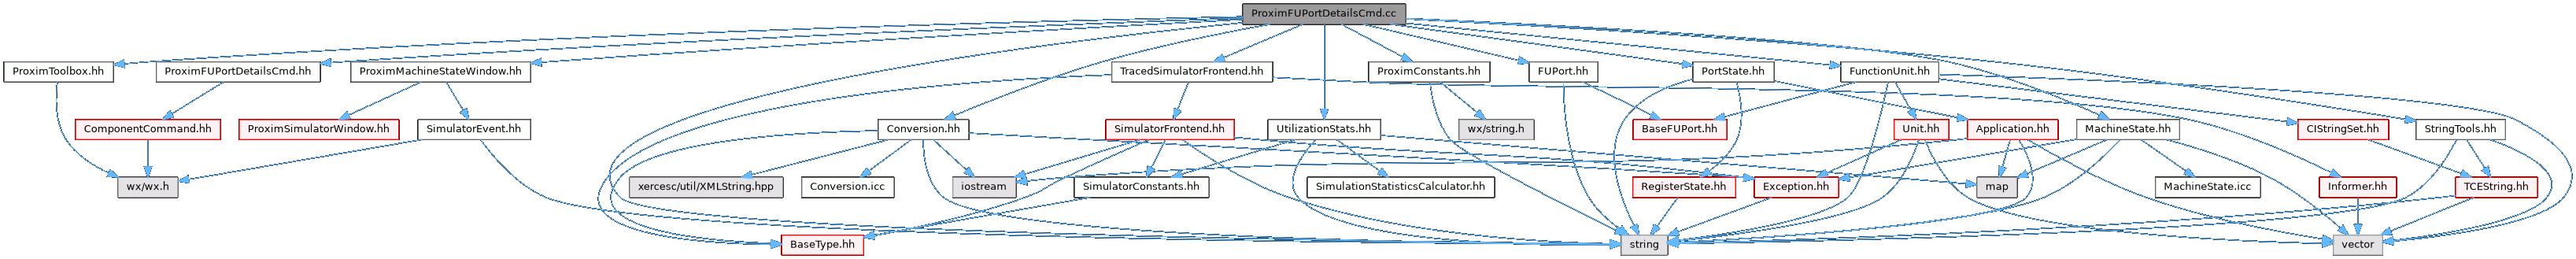 ProximFUPortDetailsCmd.cc
ProximToolbox.hh
ProximFUPortDetailsCmd.hh
ProximMachineStateWindow.hh
TracedSimulatorFrontend.hh
ProximConstants.hh
FUPort.hh
PortState.hh
FunctionUnit.hh
ComponentCommand.hh
ProximSimulatorWindow.hh
SimulatorEvent.hh
Conversion.hh
SimulatorFrontend.hh
UtilizationStats.hh
wx/string.h
BaseFUPort.hh
Unit.hh
Application.hh
MachineState.hh
CIStringSet.hh
StringTools.hh
wx/wx.h
xercesc/util/XMLString.hpp
Conversion.icc
iostream
SimulatorConstants.hh
SimulationStatisticsCalculator.hh
RegisterState.hh
Exception.hh
map
MachineState.icc
Informer.hh
TCEString.hh
BaseType.hh
string
vector